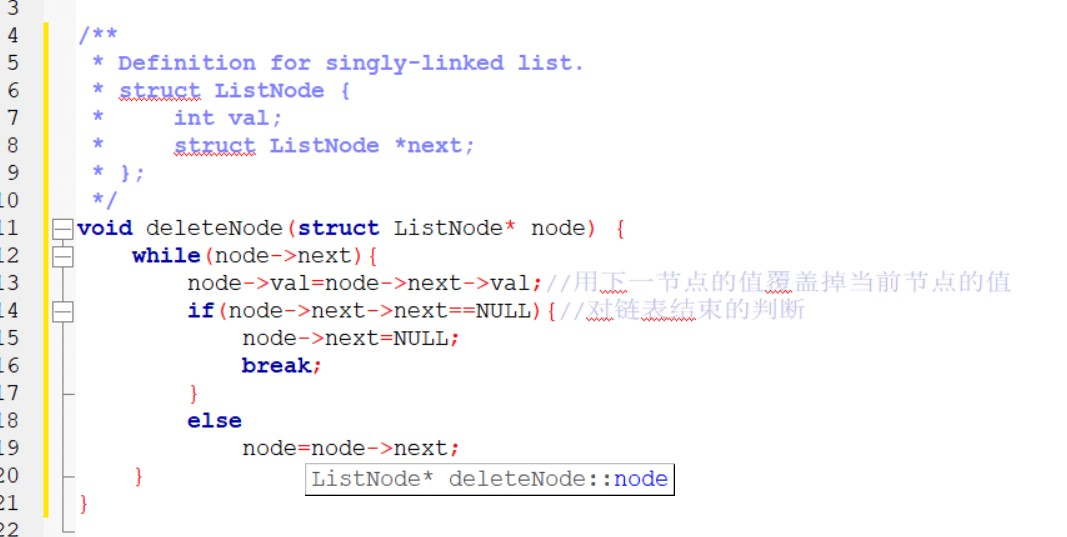 3
4 /**
5 * Definition for singly-linked list.
6 * struct ListNode {
7 *     int val;
8 *     struct ListNode *next;
9 * };
10 */
11 void deleteNode(struct ListNode* node) {
12     while(node->next){
13         node->val=node->next->val;//用下一节点的值覆盖掉当前节点的值
14         if(node->next->next==NULL){//对链表结束的判断
15             node->next=NULL;
16             break;
17         }
18         else
19             node=node->next;
20     }
ListNode* deleteNode::node
21 }
22